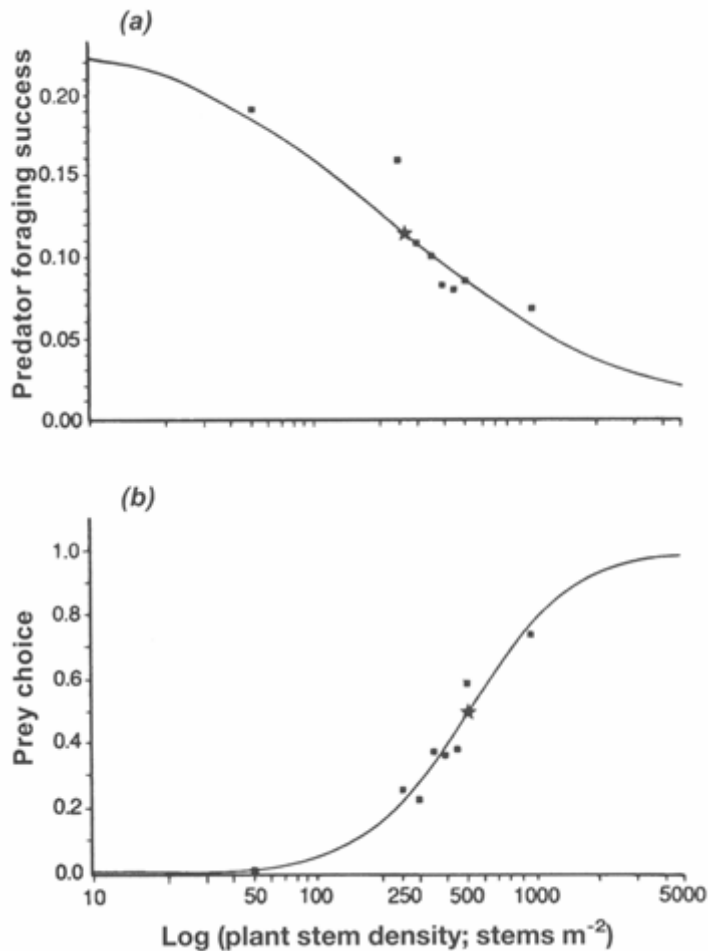 (a)
Predator foraging success
0.20
0.15
0.10
0.05
0.00
(b)
Prey choice
1.0
0.8
0.6
0.4
0.2
0.0
10 50 100 250 500 1000 5000
Log (plant stem density; stems m⁻²)